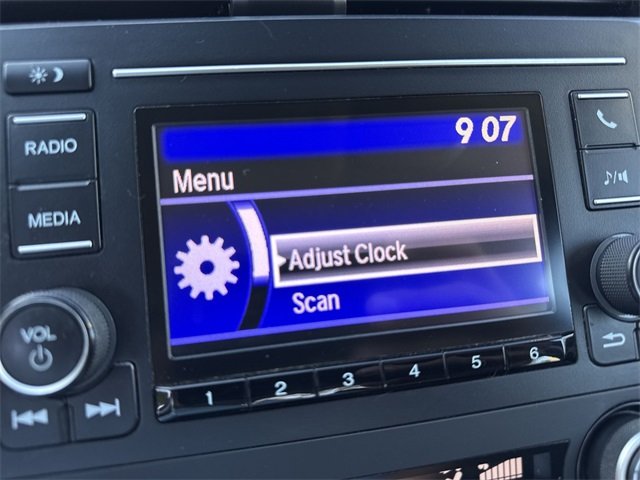 RADIO
MEDIA
VOL
9 07
Menu
Adjust Clock
Scan
1 2 3 4 5 6